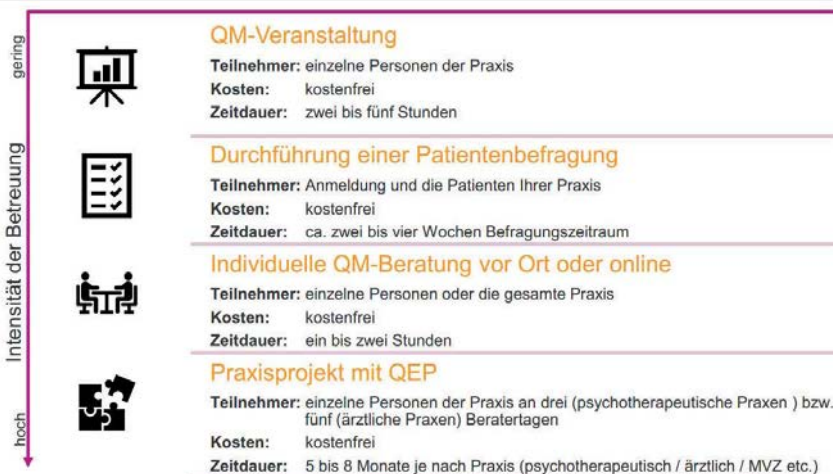 gering
Intensität der Betreuung
hoch
QM-Veranstaltung
Teilnehmer: einzelne Personen der Praxis
Kosten: kostenfrei
Zeitdauer: zwei bis fünf Stunden
Durchführung einer Patientenbefragung
Teilnehmer: Anmeldung und die Patienten Ihrer Praxis
Kosten: kostenfrei
Zeitdauer: ca. zwei bis vier Wochen Befragungszeitraum
Individuelle QM-Beratung vor Ort oder online
Teilnehmer: einzelne Personen oder die gesamte Praxis
Kosten: kostenfrei
Zeitdauer: ein bis zwei Stunden
Praxisprojekt mit QEP
Teilnehmer: einzelne Personen der Praxis an drei (psychotherapeutische Praxen ) bzw.
fünf (ärztliche Praxen) Beratertagen
Kosten: kostenfrei
Zeitdauer: 5 bis 8 Monate je nach Praxis (psychotherapeutisch / ärztlich / MVZ etc.)